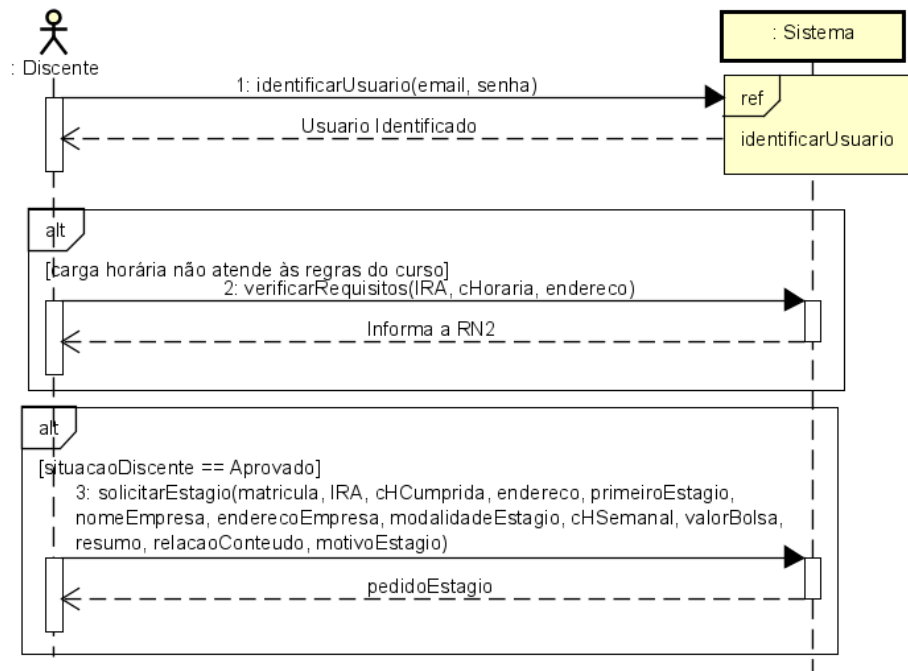 : Sistema
: Discente
1: identificarUsuario(email, senha)
ref
Usuario Identificado
identificarUsuario
alt
[carga horária não atende às regras do curso]
2: verificarRequisitos(IRA, cHoraria, endereco)
Informa a RN2
alt
[situacaoDiscente == Aprovado]
3: solicitarEstagio(matricula, IRA, cHCumprida, endereco, primeiroEstagio,
nomeEmpresa, enderecoEmpresa, modalidadeEstagio, cHSemanal, valorBolsa,
resumo, relacaoConteudo, motivoEstagio)
pedidoEstagio